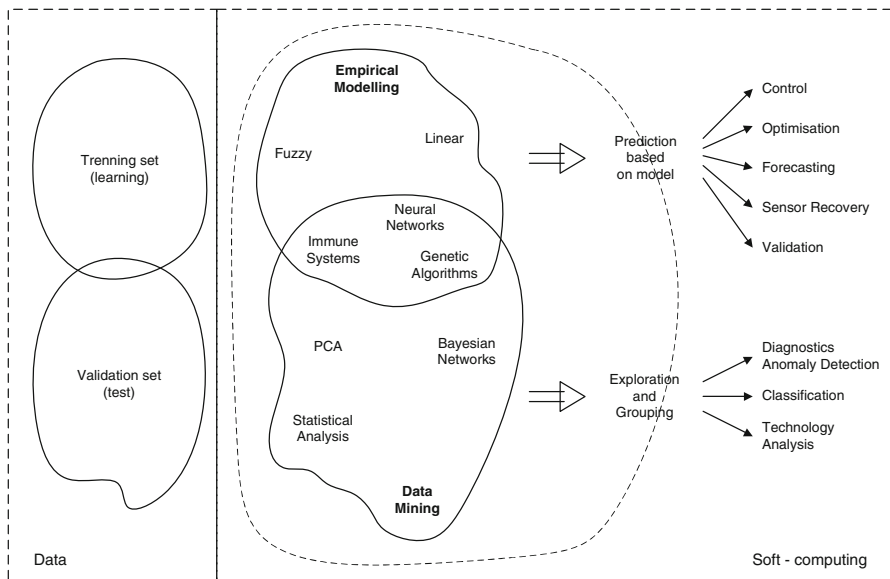 Trenning set
(learning)
Validation set
(test)
Data
Empirical
Modelling
Fuzzy
Linear
Neural
Networks
Immune
Systems
Genetic
Algorithms
PCA
Bayesian
Networks
Statistical
Analysis
Data
Mining
Prediction
based
on model
Control
Optimisation
Forecasting
Sensor Recovery
Validation
Exploration
and
Grouping
Diagnostics
Anomaly Detection
Classification
Technology
Analysis
Soft - computing